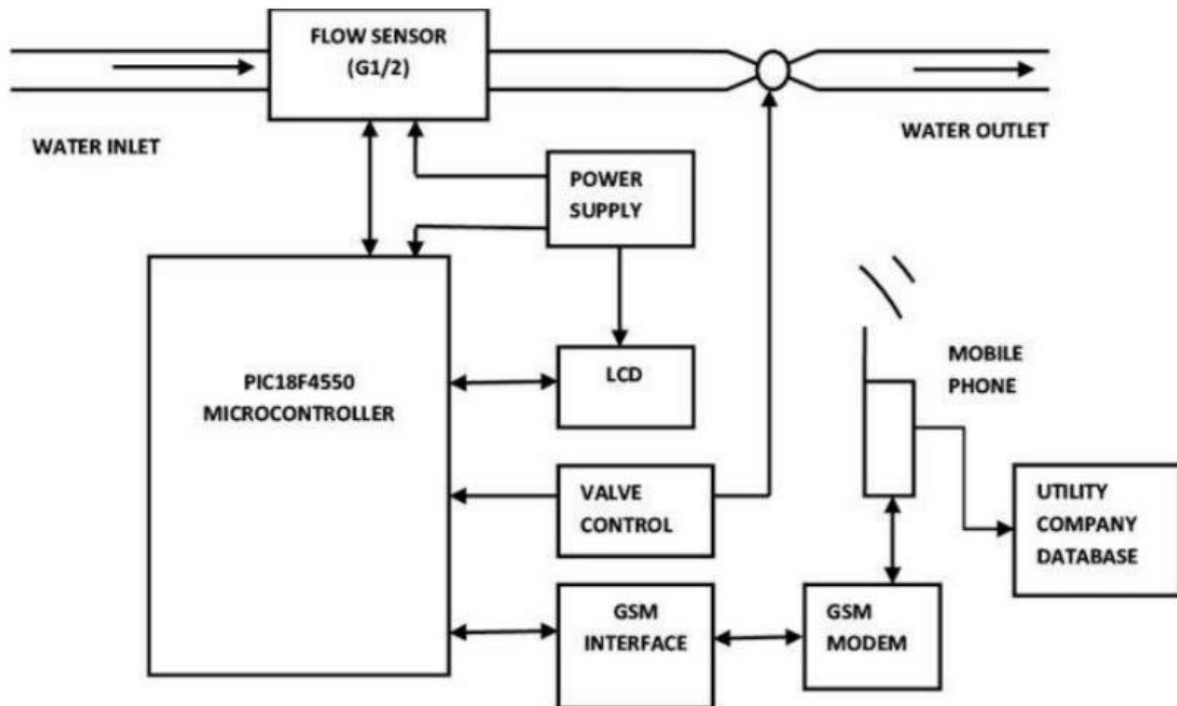 FLOW SENSOR
(G1/2)
WATER INLET
WATER OUTLET
POWER
SUPPLY
PIC18F4550
MICROCONTROLLER
LCD
MOBILE
PHONE
VALVE
CONTROL
UTILITY
COMPANY
DATABASE
GSM
INTERFACE
GSM
MODEM